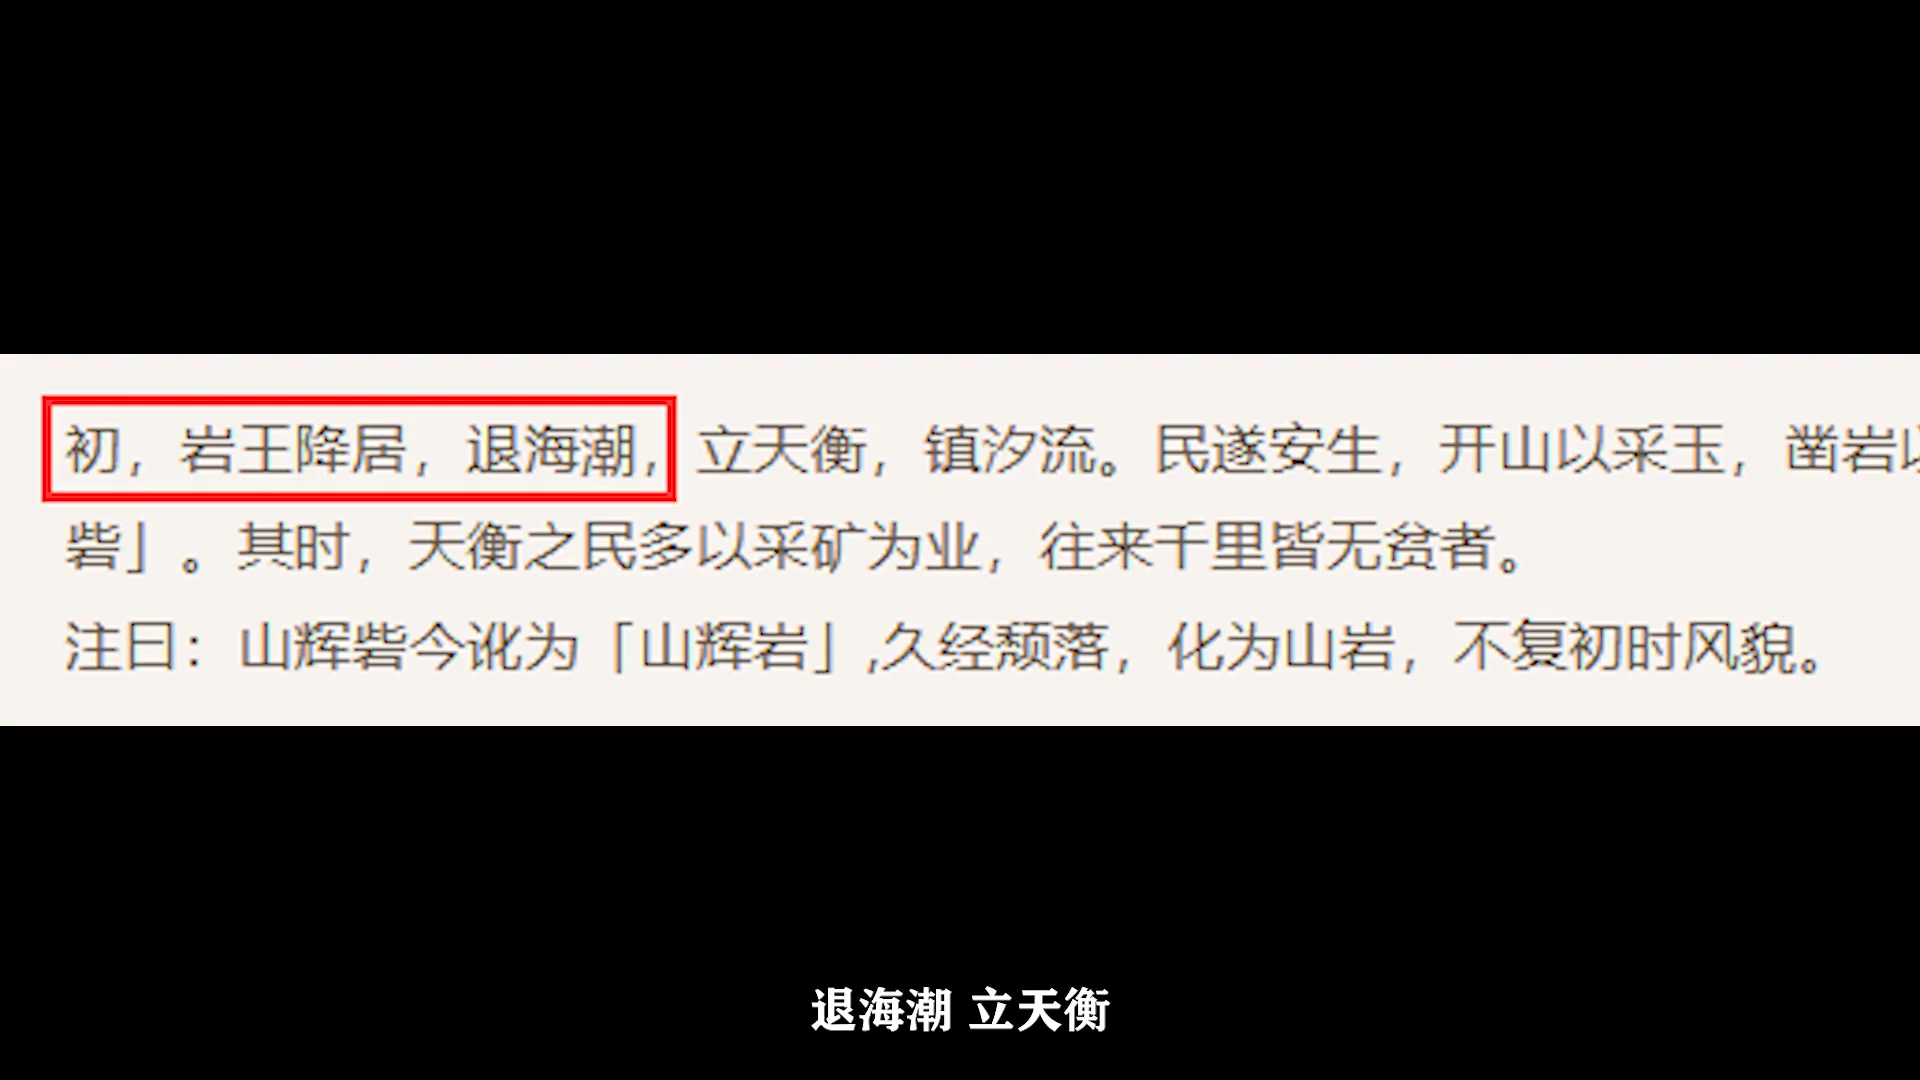 初，岩王降居，退海潮，立天衡，镇汐流。民遂安生，开山以采玉，凿岩
砦」。其时，天衡之民多以采矿为业，往来千里皆无贫者。
注曰：山辉砦今讹为「山辉岩」,久经颓落，化为山岩，不复初时风貌。
退海潮 立天衡